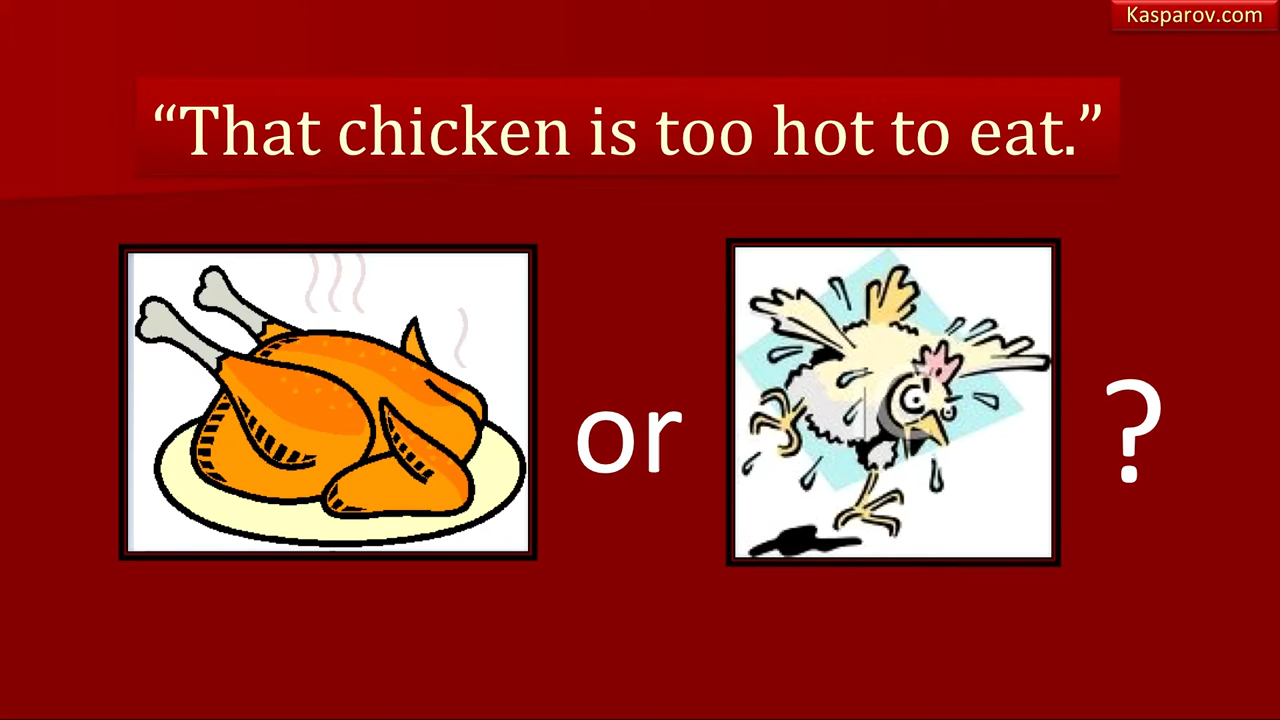 Kasparov.com
“That chicken is too hot to eat.”
or
?